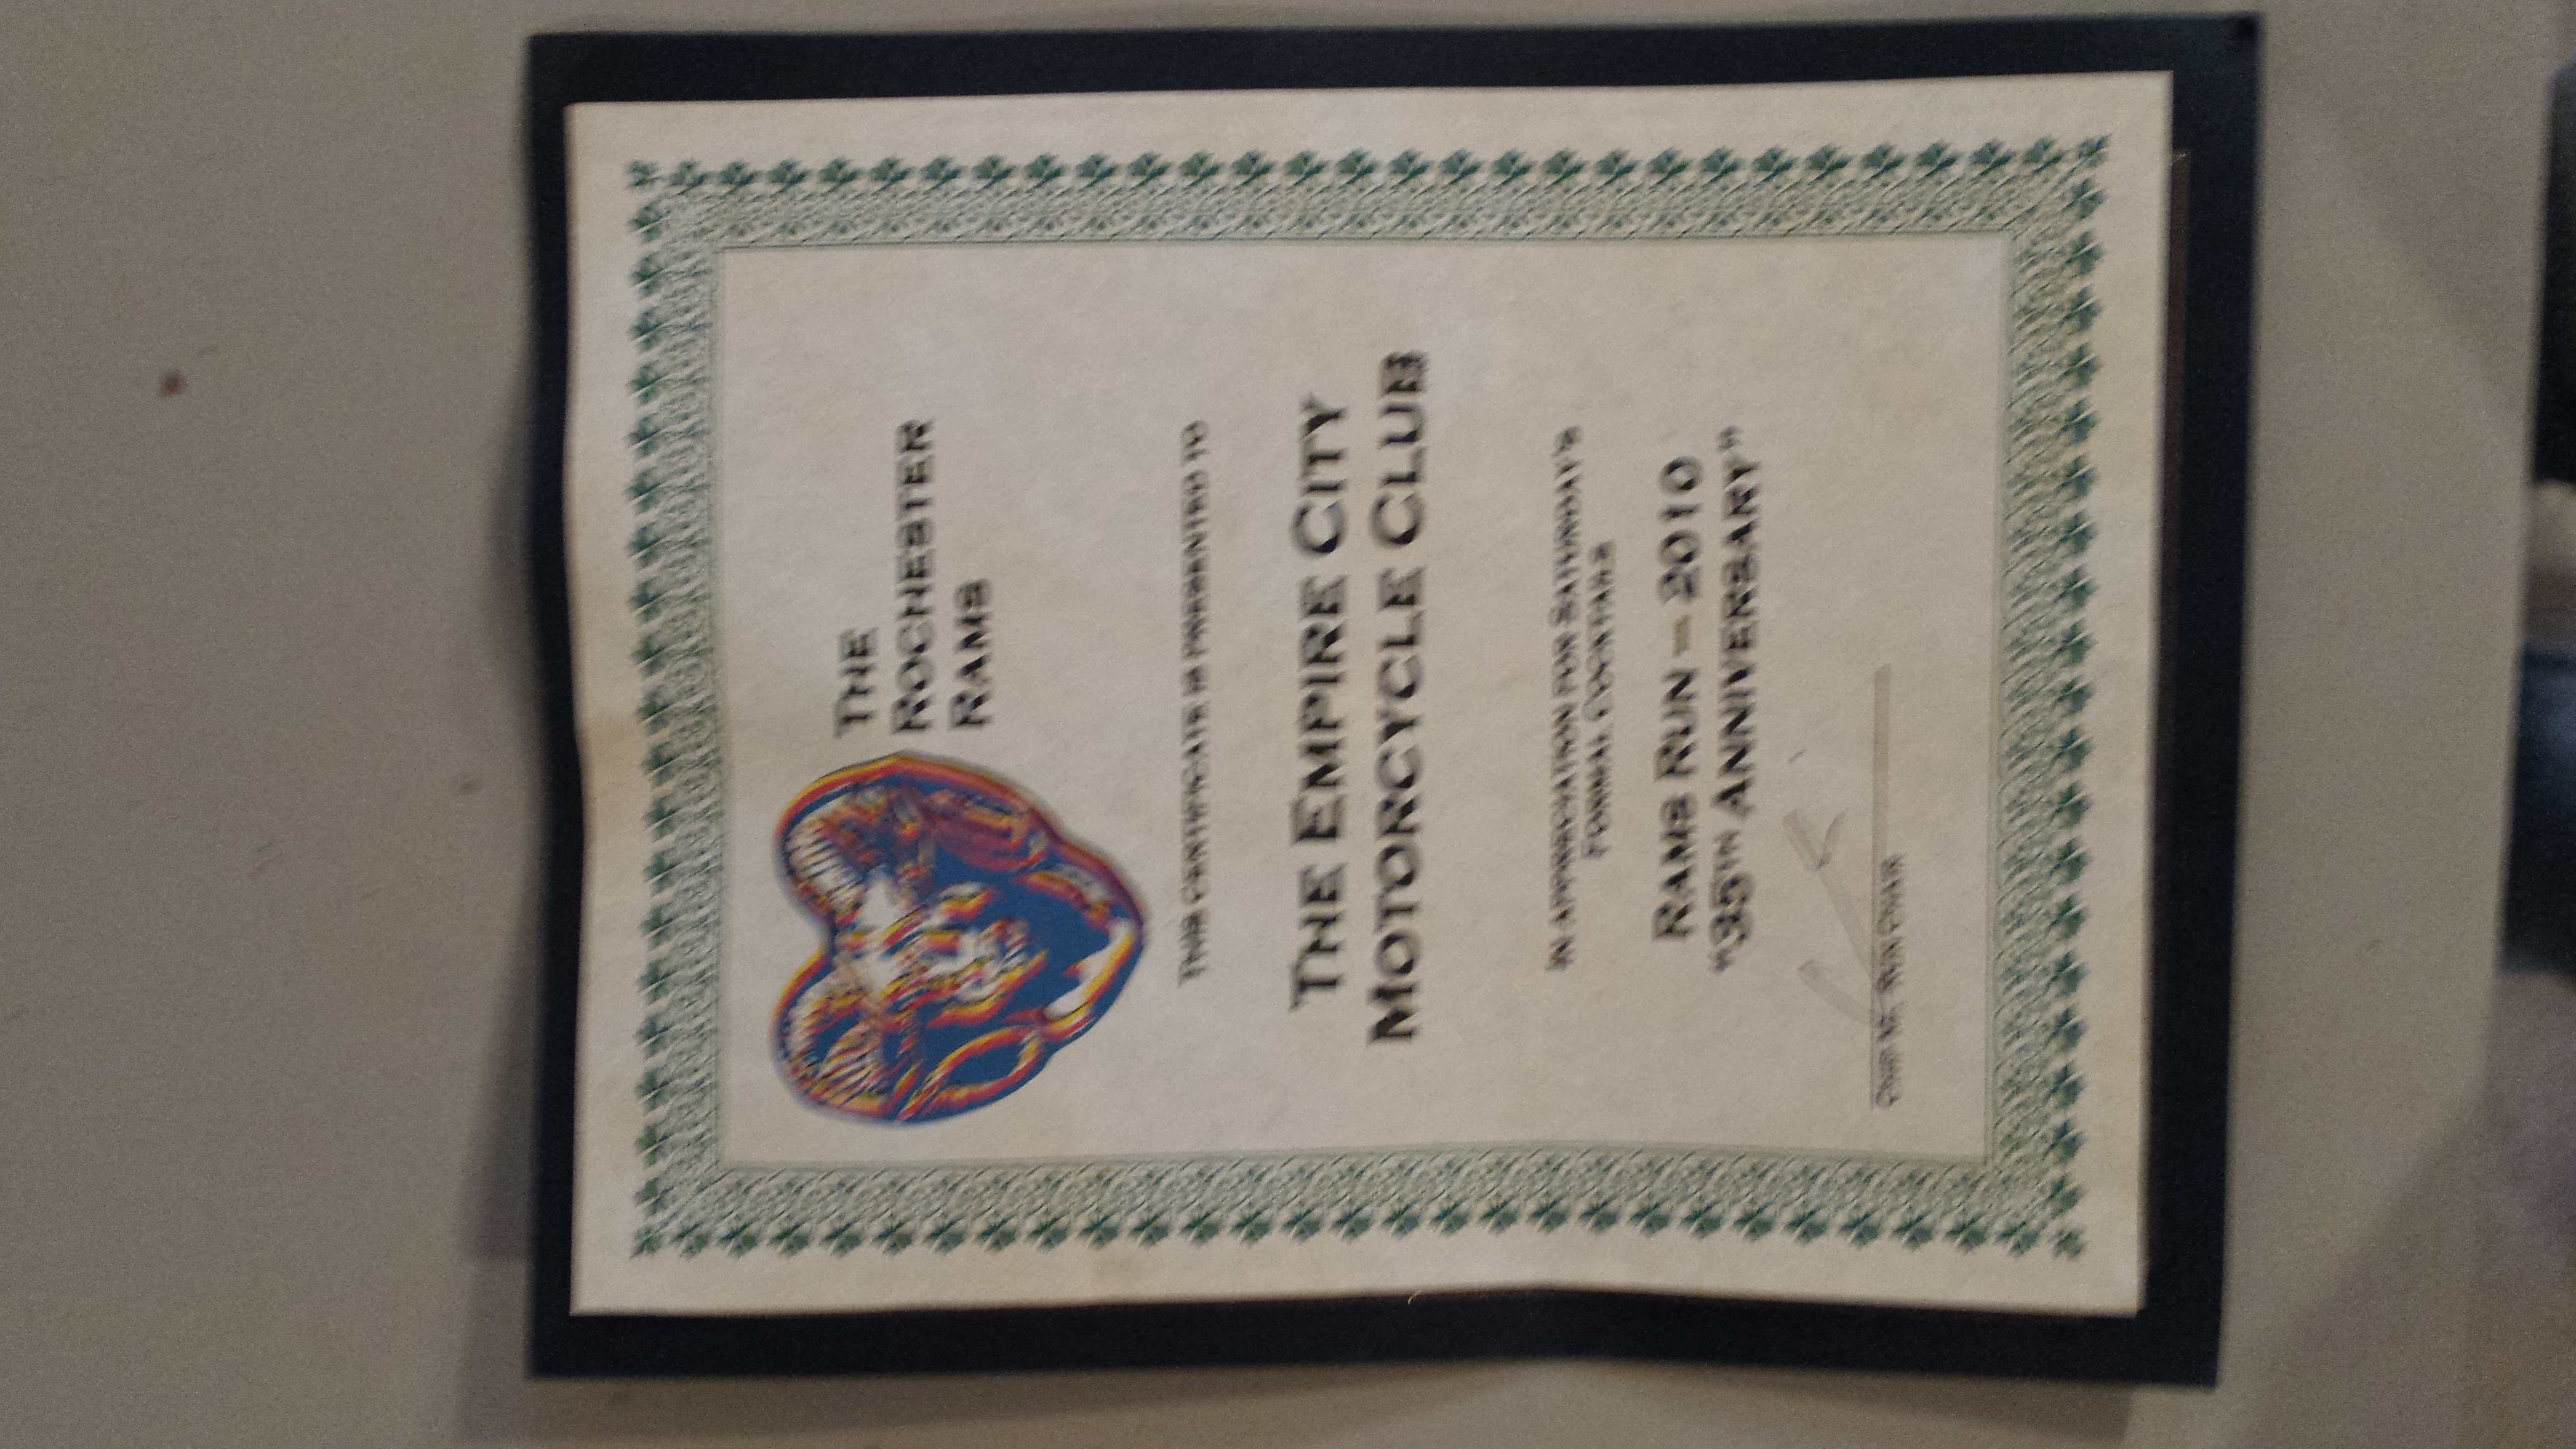 THE
ROCHESTER
RAMS
THIS CERTIFICATE IS PRESENTED TO
THE EMPIRE CITY
MOTORCYCLE CLUB
IN APPRECIATION FOR SATURDAY'S
FORMAL COCKTAILS
RAMS RUN – 2010
"35TH ANNIVERSARY"